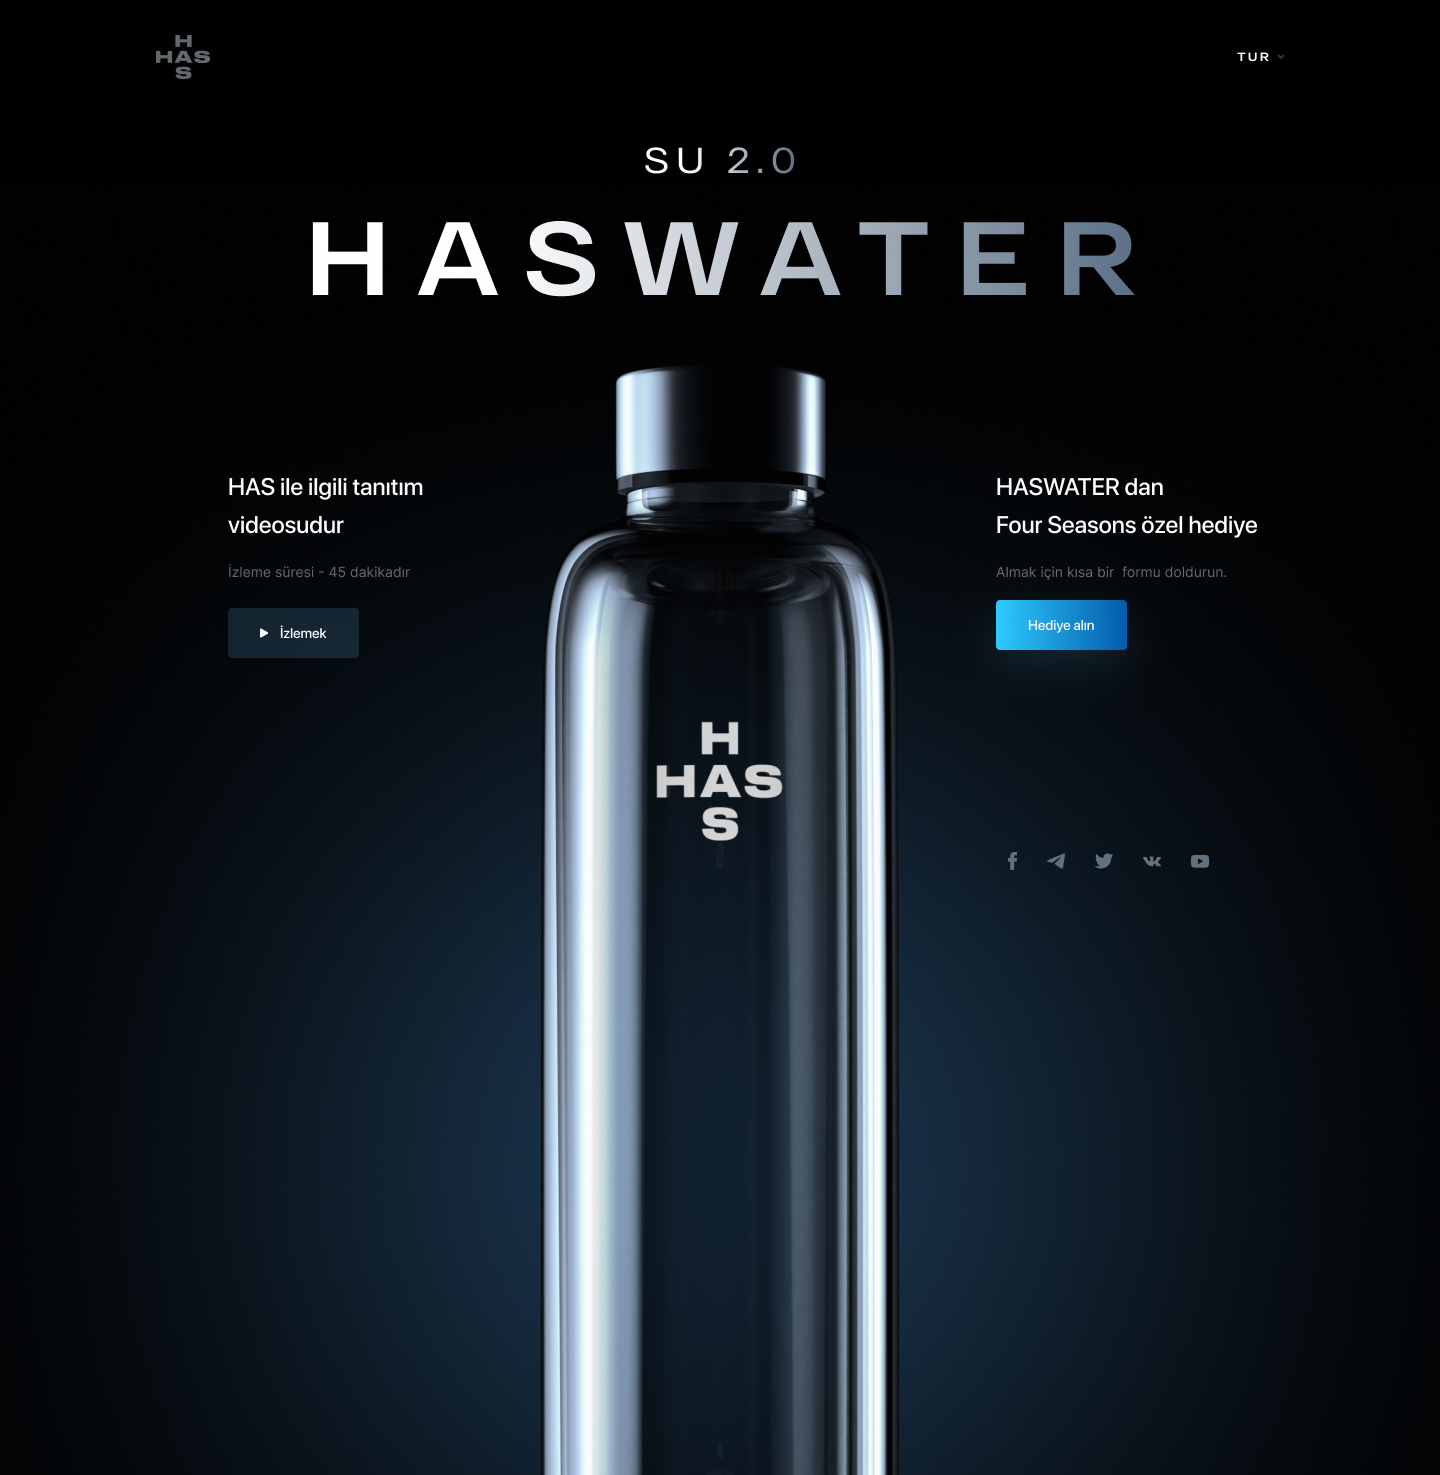 H
HAS
S
TUR
SU 2.0
HASWATER
HAS ile ilgili tanıtım
videosudur
İzleme süresi - 45 dakikadır
İzlemek
HASWATER dan
Four Seasons özel hediye
Almak için kısa bir  formu doldurun.
Hediye alın
H
HAS
S